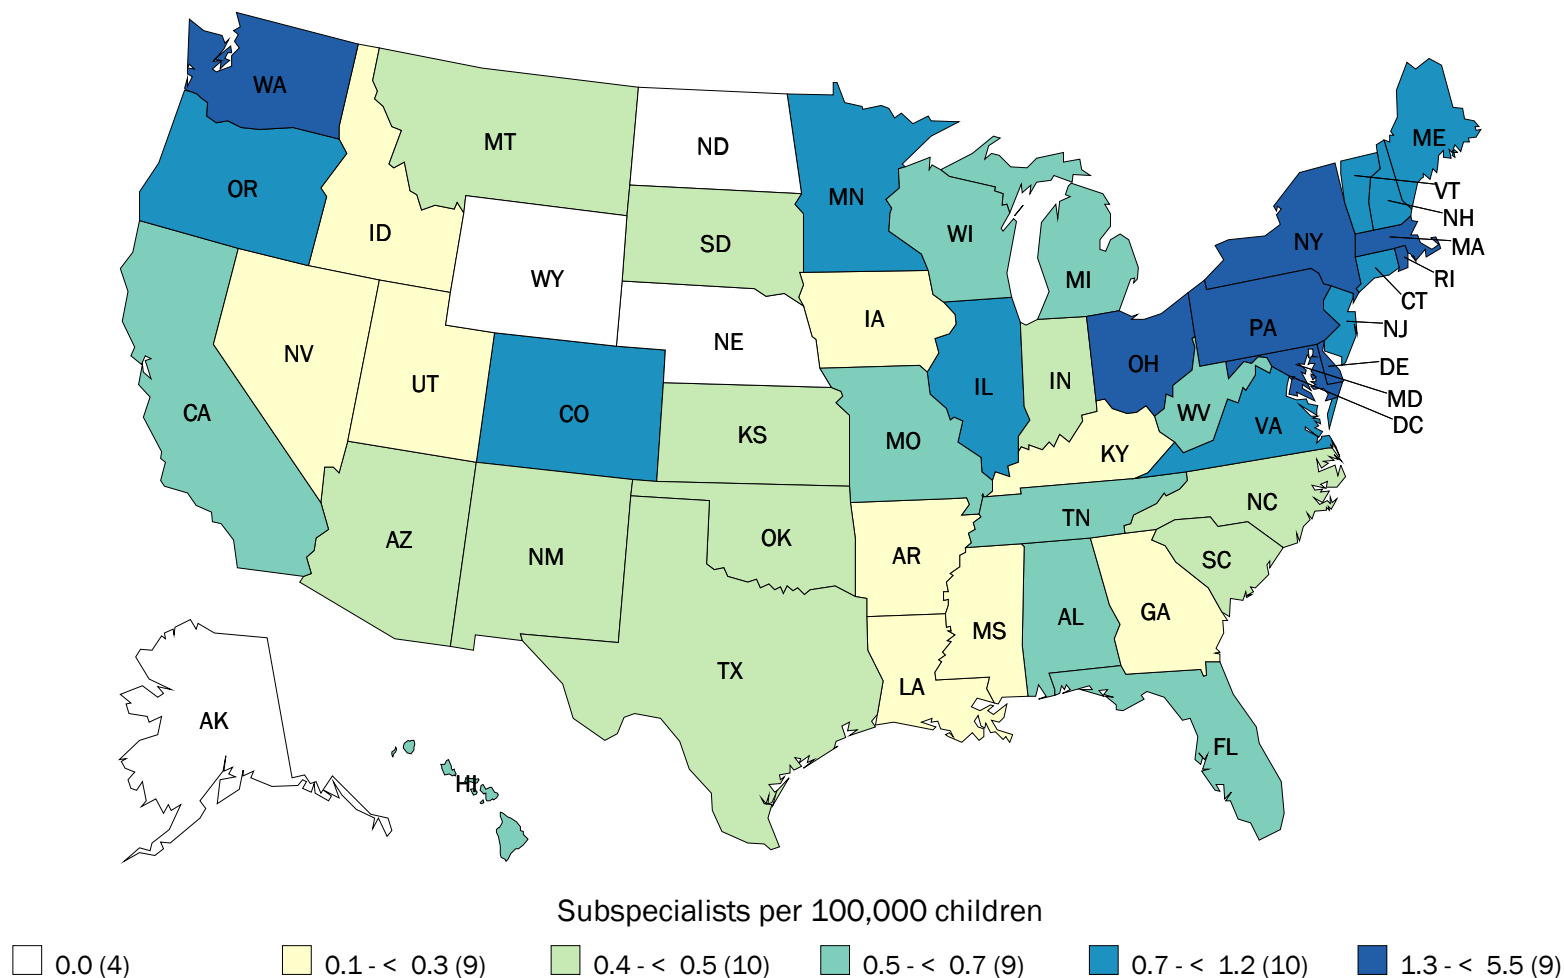 WA
ME
MT
ND
OR
MN
VT
NH
ID
SD
WI
NY
MA
WY
MI
RI
CT
IA
PA
NJ
NE
NV
OH
DE
UT
IN
IL
CO
MD
CA
WV
DC
KS
MO
VA
KY
NC
TN
AZ
OK
NM
AR
SC
GA
AL
MS
TX
LA
AK
FL
HI
Subspecialists per 100,000 children
0.0 (4)
0.1 - < 0.3 (9)
0.4 - < 0.5 (10)
0.5 - < 0.7 (9)
0.7 - < 1.2 (10)
1.3 - < 5.5 (9)